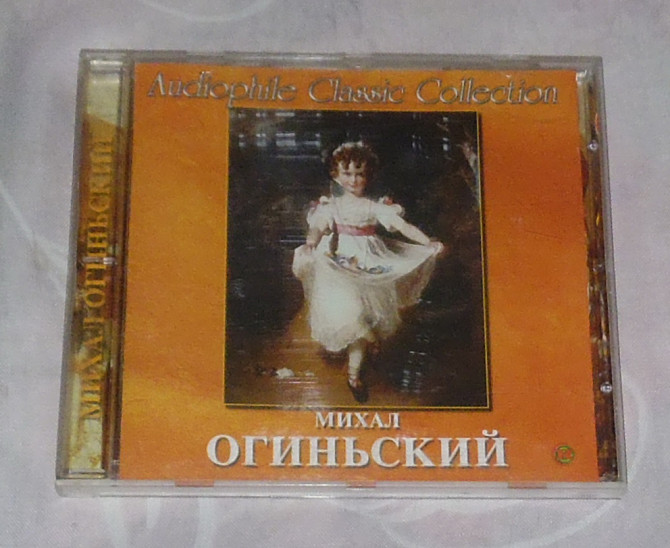 Audiophile Classic Collection
МИХАЛ ОГИНЬСКИЙ
МИХАЛ
ОГИНЬСКИЙ